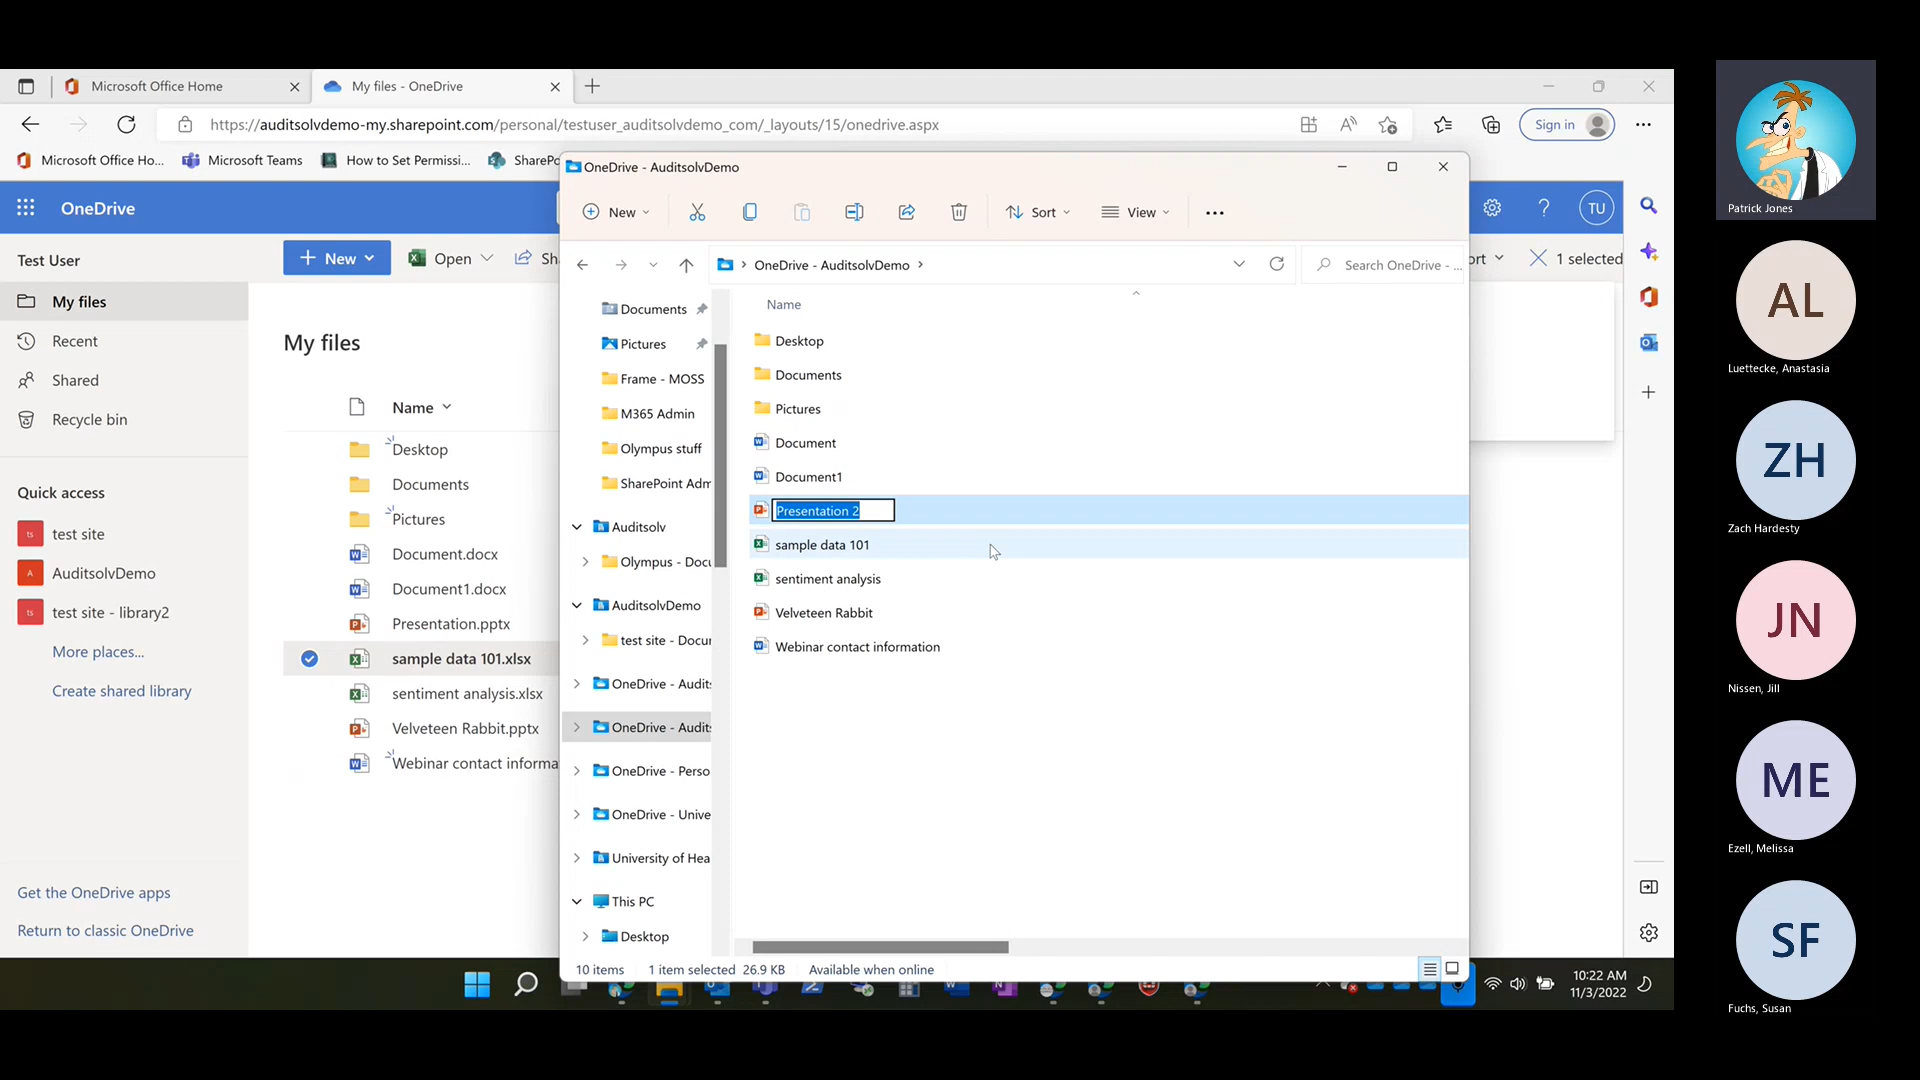 Microsoft Office Home
My files - OneDrive
https://auditsolvdemo-my.sharepoint.com/personal/testuser_auditsolvdemo_com/_layouts/15/onedrive.aspx
Sign in
Microsoft Office Ho...
Microsoft Teams
How to Set Permissi...
SharePo
OneDrive
TU
Test User
New
Open
Sh
ort
1 selected
My files
Recent
Shared
Recycle bin
Quick access
ts
test site
A
AuditsolvDemo
ts
test site - library2
More places...
Create shared library
Get the OneDrive apps
Return to classic OneDrive
My files
Name
Desktop
Documents
Pictures
Document.docx
Document1.docx
Presentation.pptx
sample data 101.xlsx
sentiment analysis.xlsx
Velveteen Rabbit.pptx
Webinar contact informa
OneDrive - AuditsolvDemo
New
Sort
View
OneDrive - AuditsolvDemo
Search OneDrive - ...
Documents
Pictures
Frame - MOSS
M365 Admin
Olympus stuff
SharePoint Adm
Auditsolv
Olympus - Docu
AuditsolvDemo
test site - Docur
OneDrive - Audits
OneDrive - Audits
OneDrive - Perso
OneDrive - Unive
University of Hea
This PC
Desktop
Name
Desktop
Documents
Pictures
Document
Document1
Presentation 2
sample data 101
sentiment analysis
Velveteen Rabbit
Webinar contact information
10 items
1 item selected 26.9 KB
Available when online
10:22 AM
11/3/2022
Patrick Jones
AL
Luettecke, Anastasia
ZH
Zach Hardesty
JN
Nissen, Jill
ME
Ezell, Melissa
SF
Fuchs, Susan